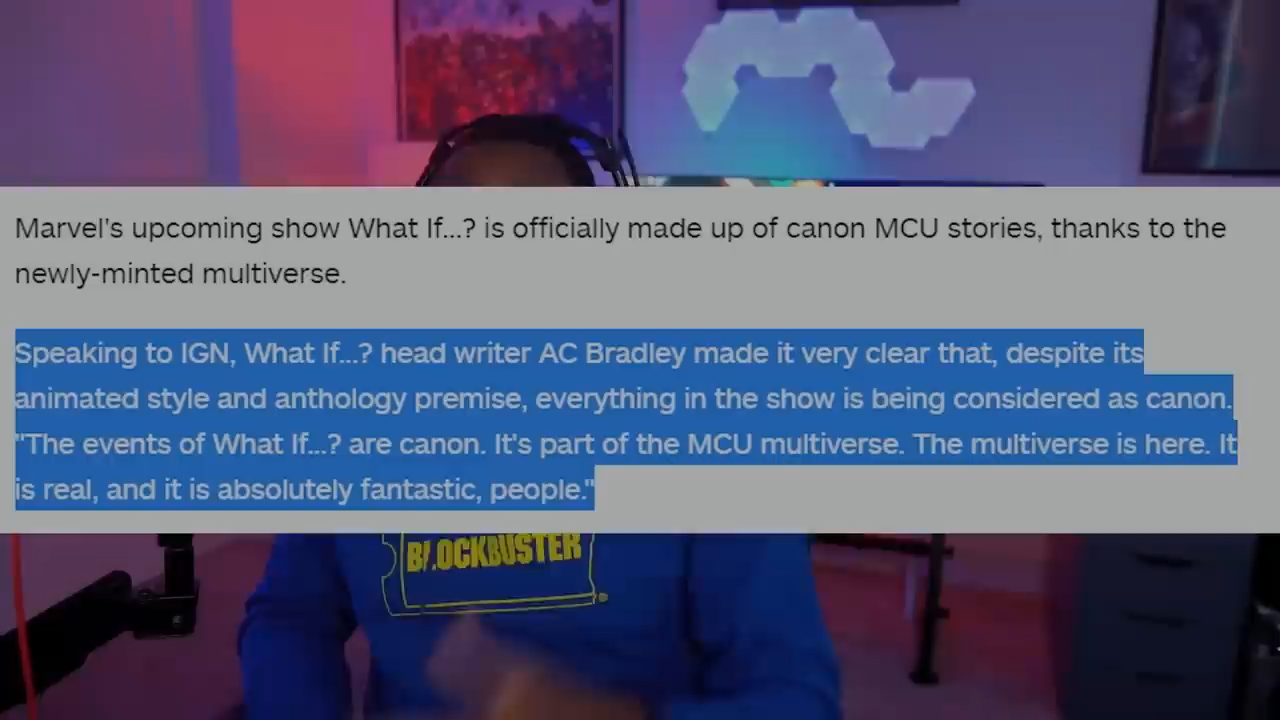 Marvel's upcoming show What If...? is officially made up of canon MCU stories, thanks to the
newly-minted multiverse.
Speaking to IGN, What If...? head writer AC Bradley made it very clear that, despite its
animated style and anthology premise, everything in the show is being considered as canon.
"The events of What If...? are canon. It's part of the MCU multiverse. The multiverse is here. It
is real, and it is absolutely fantastic, people."
BLOCKBUSTER